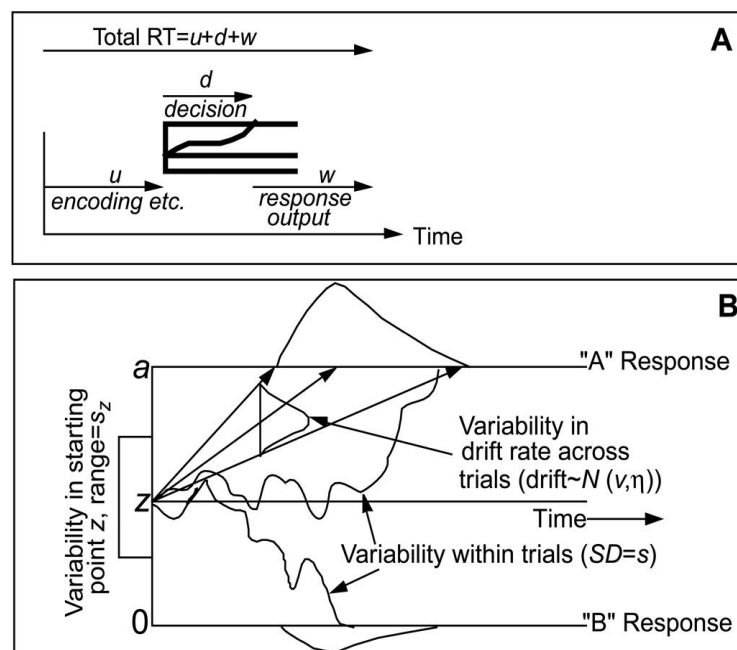 Total RT=u+d+w
A
d
decision
u
encoding etc.
w
response
output
Time
B
a
"A" Response
Variability in starting
point z, range=s_z
Variability in
drift rate across
trials (drift~N (v,η))
z
Time
Variability within trials (SD=s)
0
"B" Response